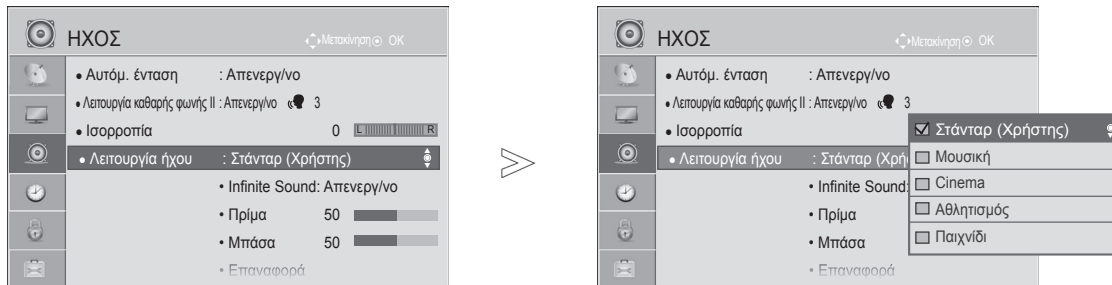 ΗΧΟΣ Μετακίνηση OK
• Αυτόμ. ένταση : Απενεργ/νο
• Λειτουργία καθαρής φωνής II : Απενεργ/νο 3
• Ισορροπία 0 L R
• Λειτουργία ήχου : Στάνταρ (Χρήστης)
• Infinite Sound: Απενεργ/νο
• Πρίμα 50
• Μπάσα 50
• Επαναφορά
ΗΧΟΣ Μετακίνηση OK
• Αυτόμ. ένταση : Απενεργ/νο
• Λειτουργία καθαρής φωνής II : Απενεργ/νο 3
• Ισορροπία
• Λειτουργία ήχου : Στάνταρ (Χρή
• Infinite Sound:
• Πρίμα
• Μπάσα
• Επαναφορά
Στάνταρ (Χρήστης)
Μουσική
Cinema
Αθλητισμός
Παιχνίδι